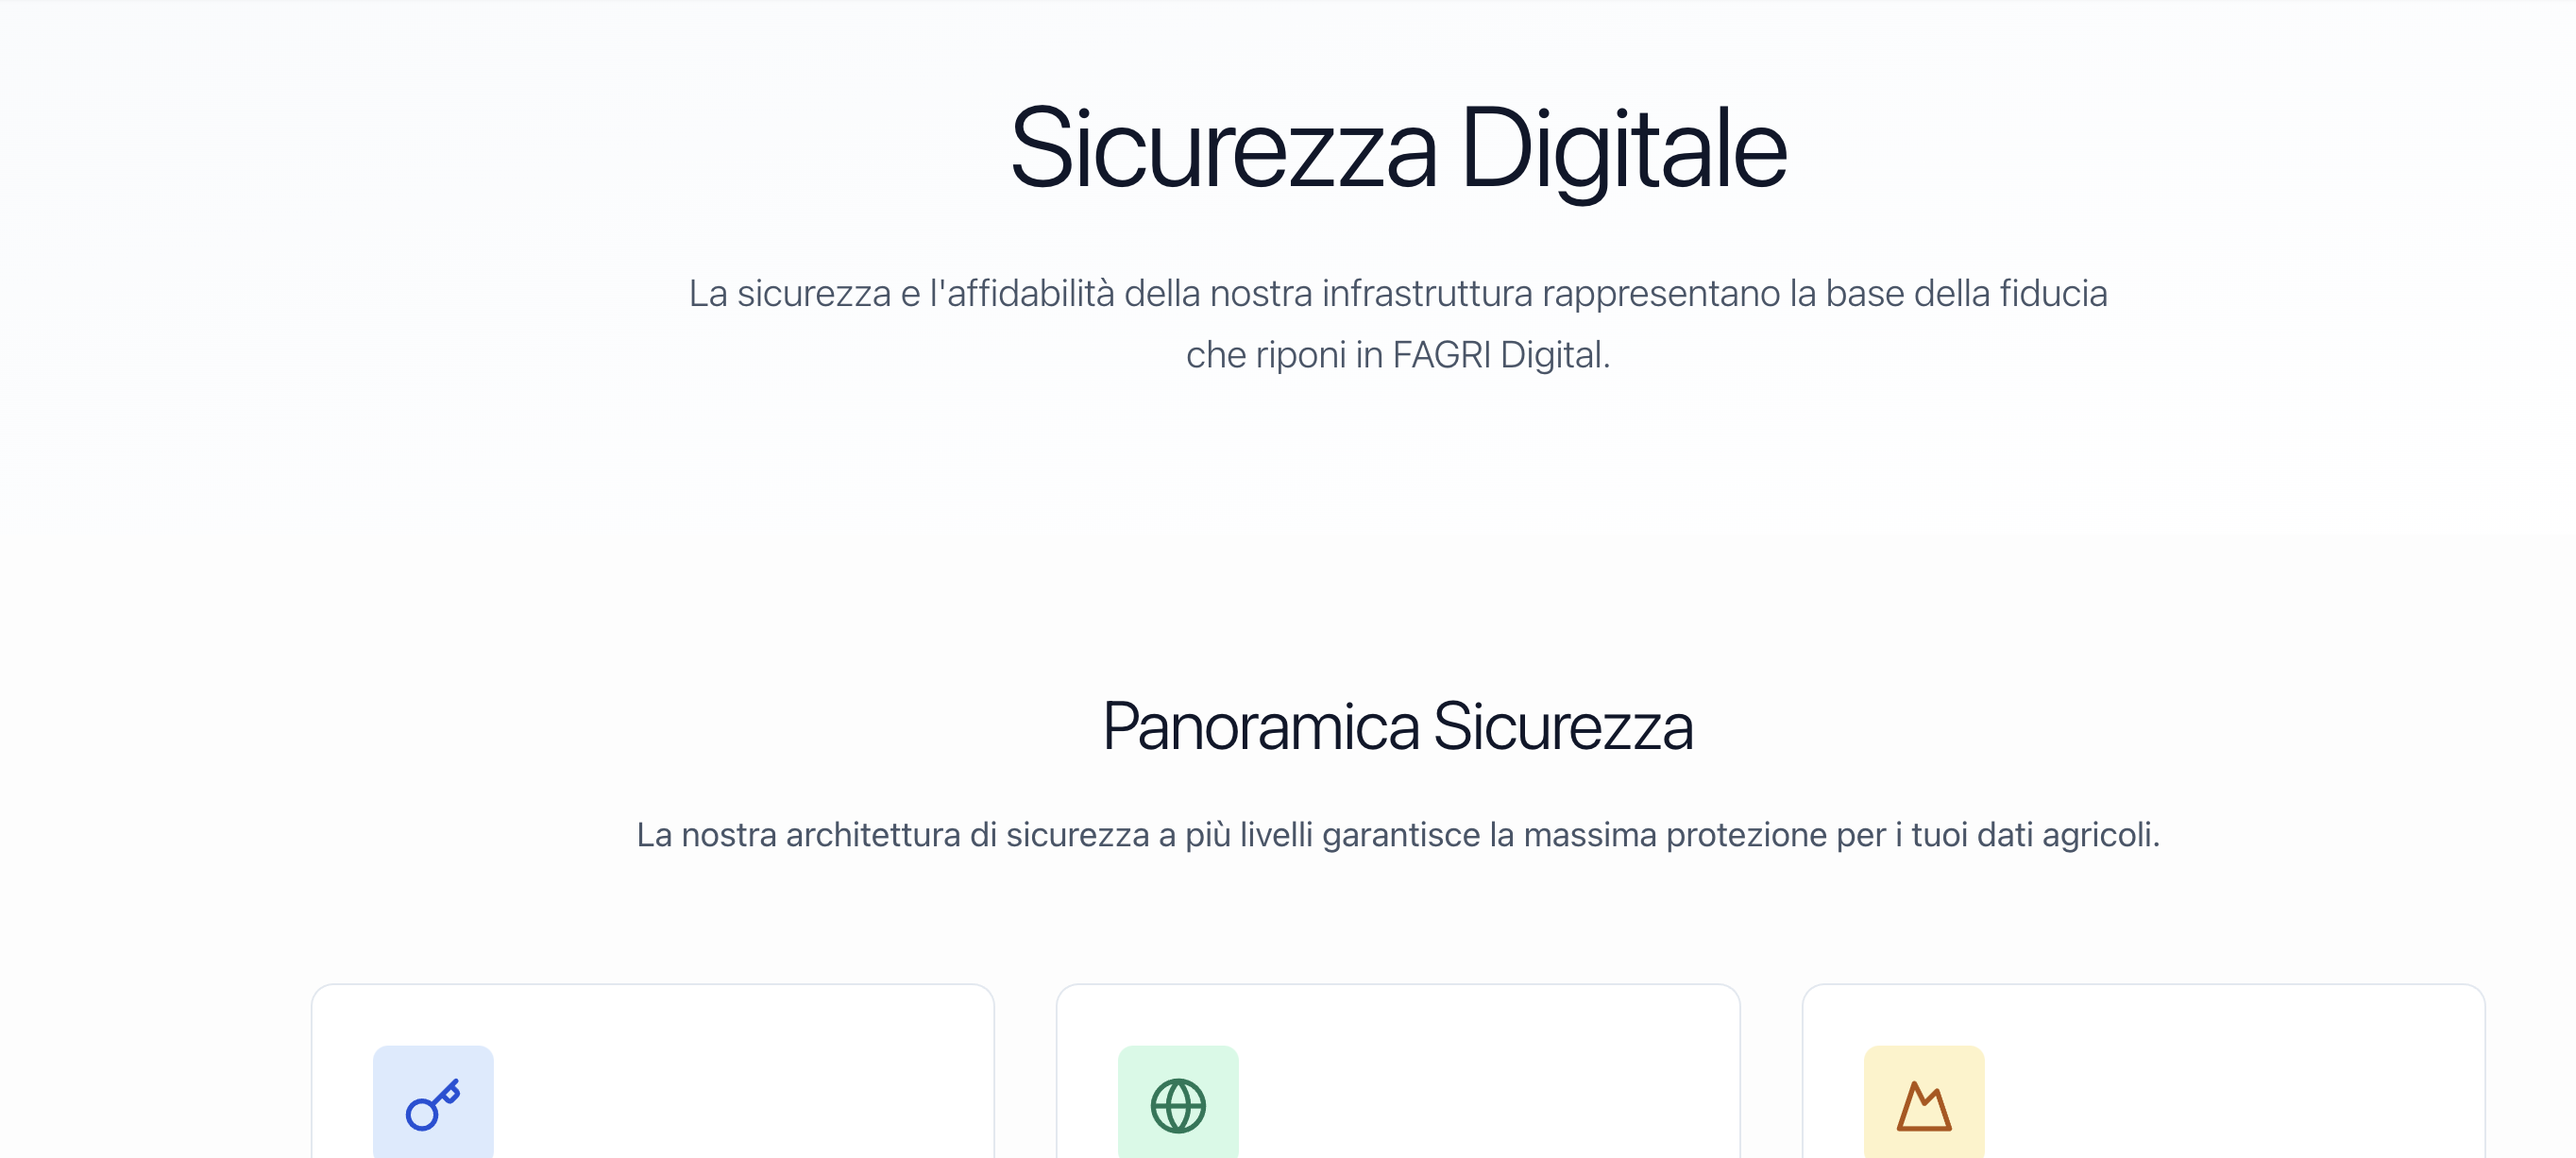 Sicurezza Digitale
La sicurezza e l'affidabilità della nostra infrastruttura rappresentano la base della fiducia
che riponi in FAGRI Digital.
Panoramica Sicurezza
La nostra architettura di sicurezza a più livelli garantisce la massima protezione per i tuoi dati agricoli.